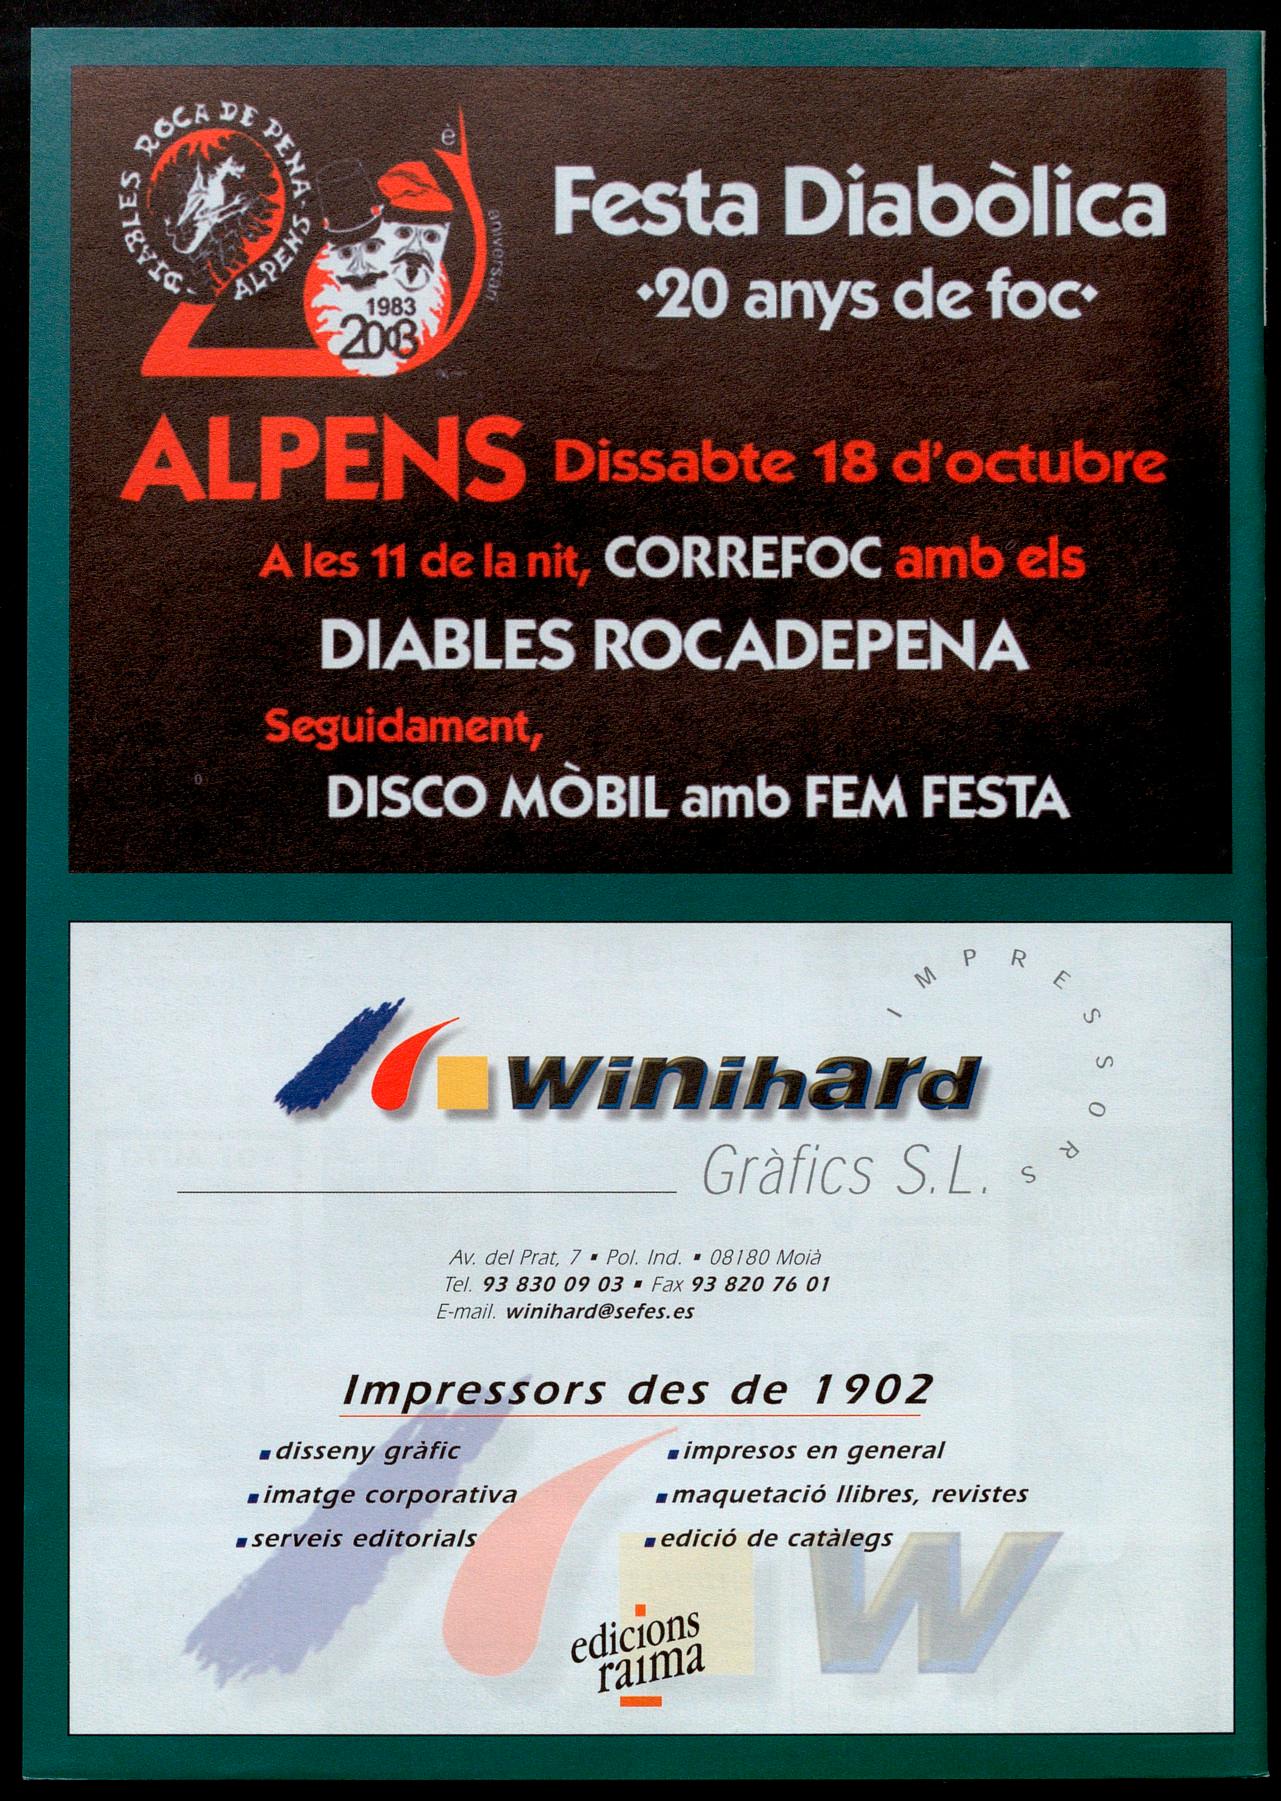 DIABLES ROCA DE PENA · ALPENS ·
è
anversari
1983
2003
Festa Diabòlica
·20 anys de foc·
ALPENS Dissabte 18 d'octubre
A les 11 de la nit, CORREFOC amb els
DIABLES ROCADEPENA
Seguidament,
0
DISCO MÒBIL amb FEM FESTA
IMPRESSORS
winihard
Gràfics S.L.
Av. del Prat, 7 ▪ Pol. Ind. ▪ 08180 Moià
Tel. 93 830 09 03 ▪ Fax 93 820 76 01
E-mail. winihard@sefes.es
Impressors des de 1902
▪ disseny gràfic
▪ imatge corporativa
▪ serveis editorials
▪ impresos en general
▪ maquetació llibres, revistes
▪ edició de catàlegs
w
edicions
raima